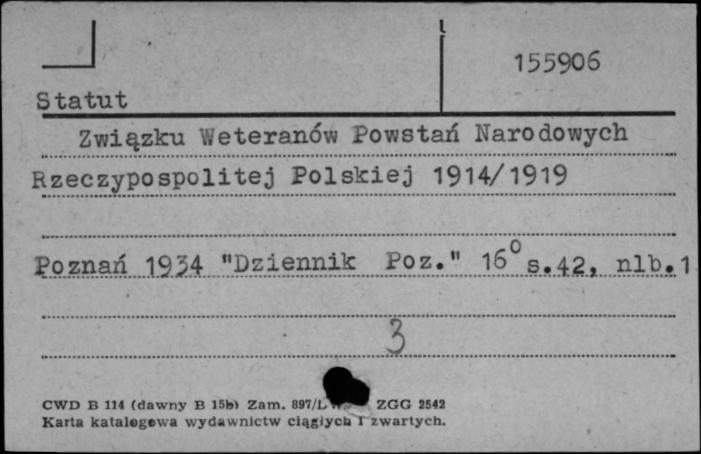 155906
Statut
Związku Weteranów Powstań Narodowych
Rzeczypospolitej Polskiej 1914/1919
Poznań 1934 "Dziennik Poz." 16⁰ s.42, nlb.1
3
CWD B 114 (dawny B 15b) Zam. 897/L ZGG 2542
Karta katalogowa wydawnictw ciągłych i zwartych.